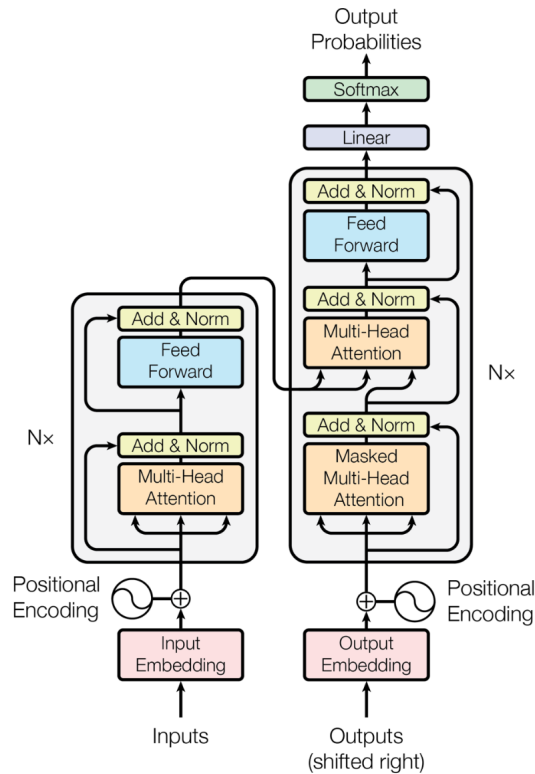 Output
Probabilities
Softmax
Linear
Add & Norm
Feed
Forward
Add & Norm
Multi-Head
Attention
Add & Norm
Masked
Multi-Head
Attention
N×
Positional
Encoding
Output
Embedding
Outputs
(shifted right)
Add & Norm
Feed
Forward
Add & Norm
Multi-Head
Attention
N×
Positional
Encoding
Input
Embedding
Inputs